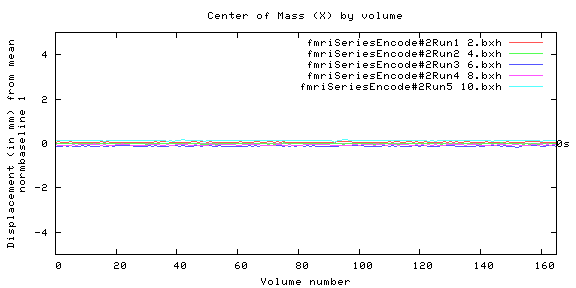 Center of Mass (X) by volume
fmriSeriesEncode#2Run1 2.bxh
fmriSeriesEncode#2Run2 4.bxh
fmriSeriesEncode#2Run3 6.bxh
fmriSeriesEncode#2Run4 8.bxh
fmriSeriesEncode#2Run5 10.bxh
Displacement (in mm) from mean
normbaseline 1
4
2
0
-2
-4
0s
0 20 40 60 80 100 120 140 160
Volume number